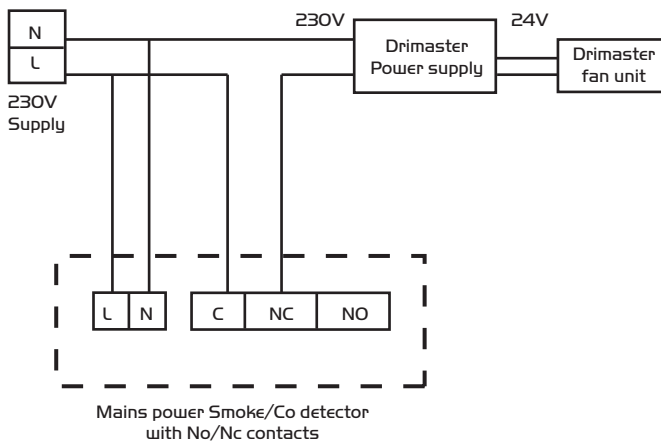 N
L
230V
Supply
230V
Drimaster
Power supply
24V
Drimaster
fan unit
L
N
C
NC
NO
Mains power Smoke/Co detector
with No/Nc contacts